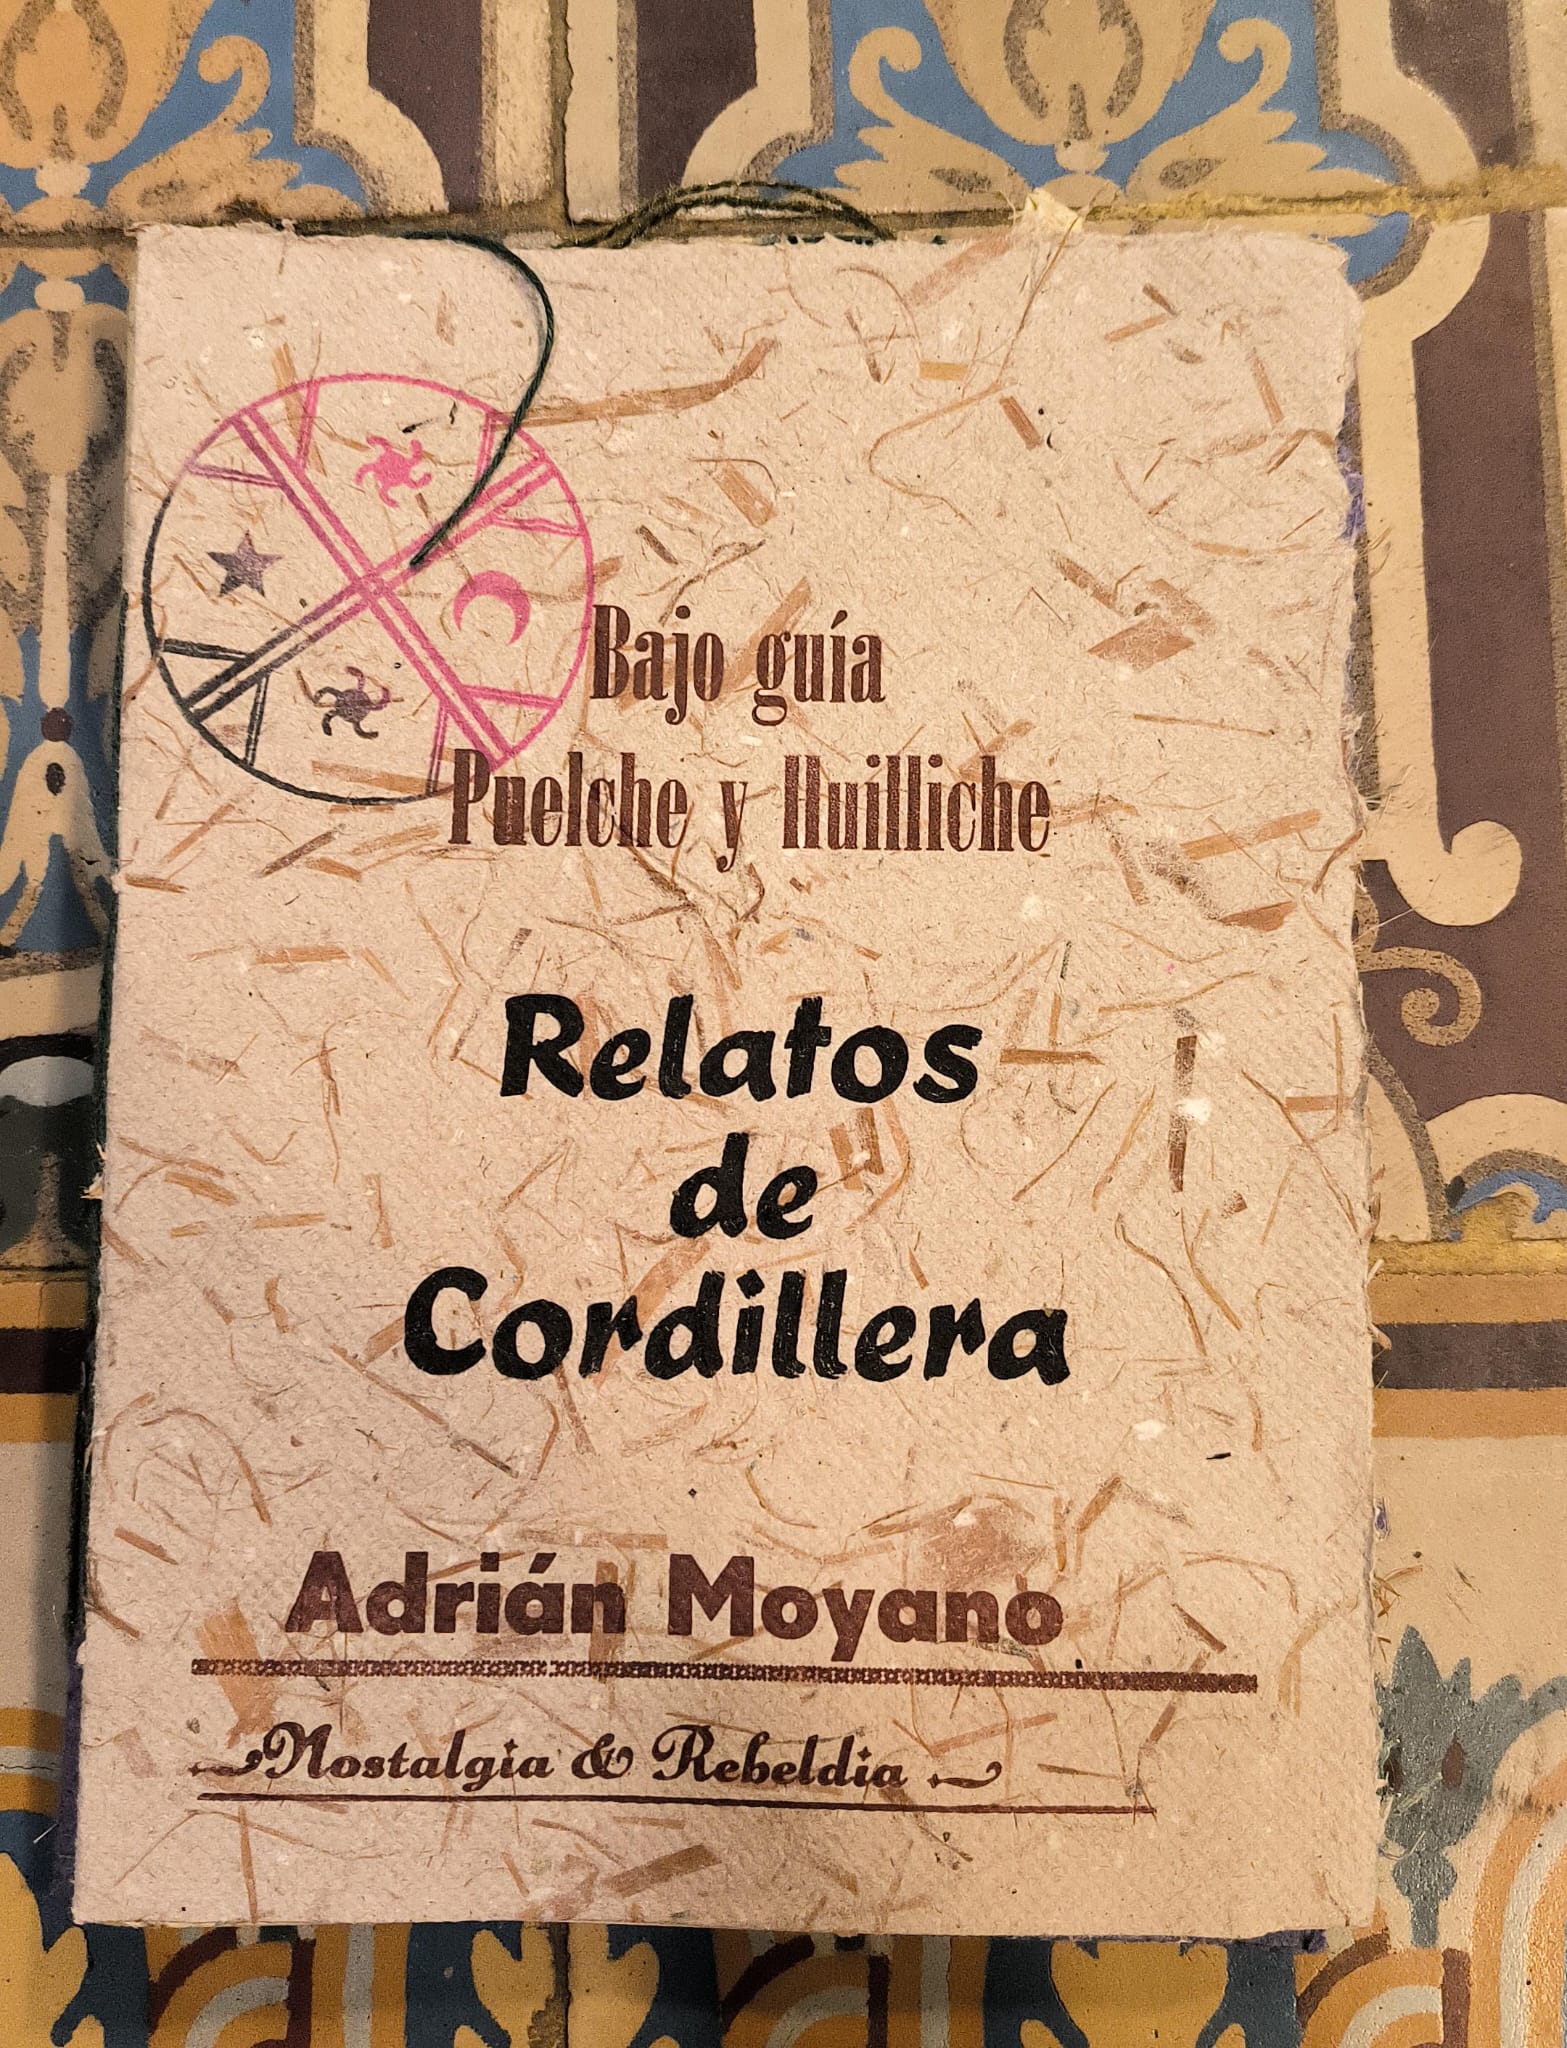 Bajo guía
Puelche y Huilliche
Relatos
de
Cordillera
Adrián Moyano
Nostalgia & Rebeldia